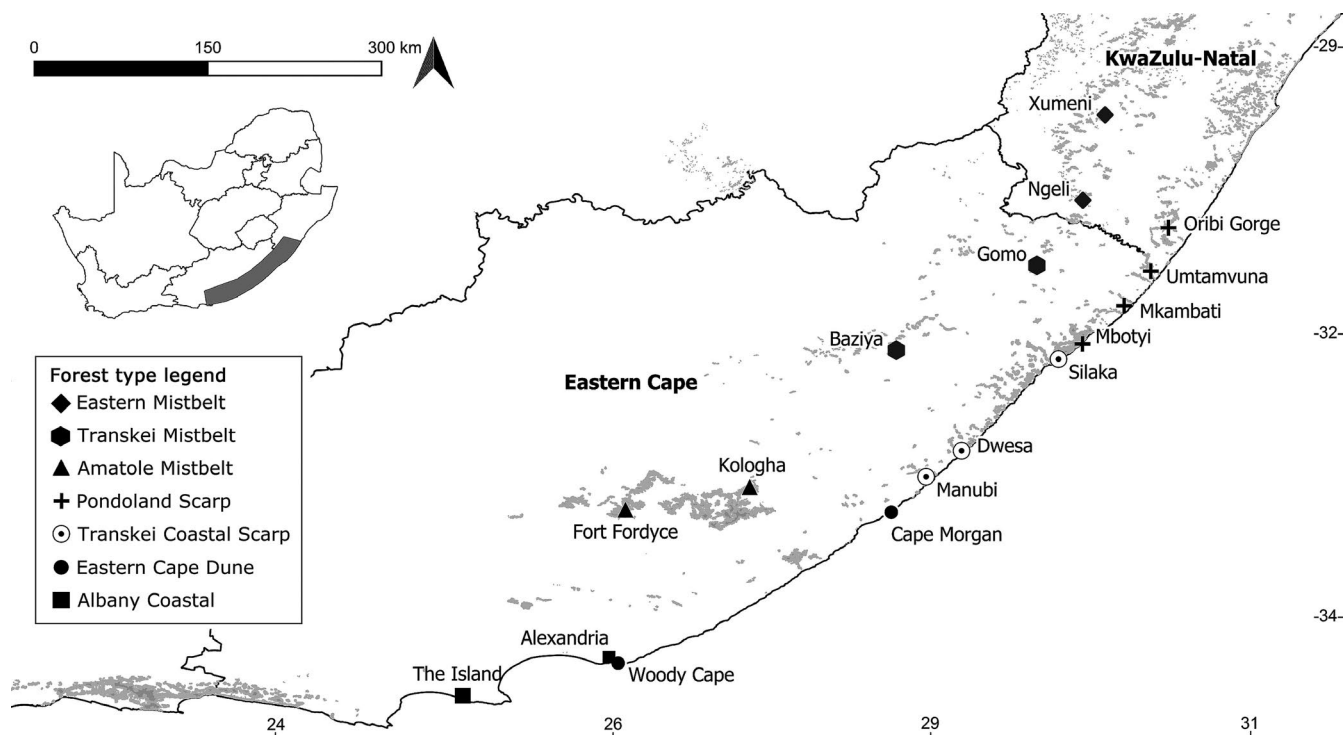 0 150 300 km
-29
KwaZulu-Natal
Xumeni
Ngeli
Oribi Gorge
Gomo
Umtamvuna
Mkambati
-32
Baziya
Mbotyi
Silaka
Eastern Cape
Forest type legend
Eastern Mistbelt
Transkei Mistbelt
Amatole Mistbelt
Pondoland Scarp
Transkei Coastal Scarp
Eastern Cape Dune
Albany Coastal
Dwesa
Kologha
Manubi
Fort Fordyce
Cape Morgan
-34
Alexandria
The Island
Woody Cape
24 26 29 31